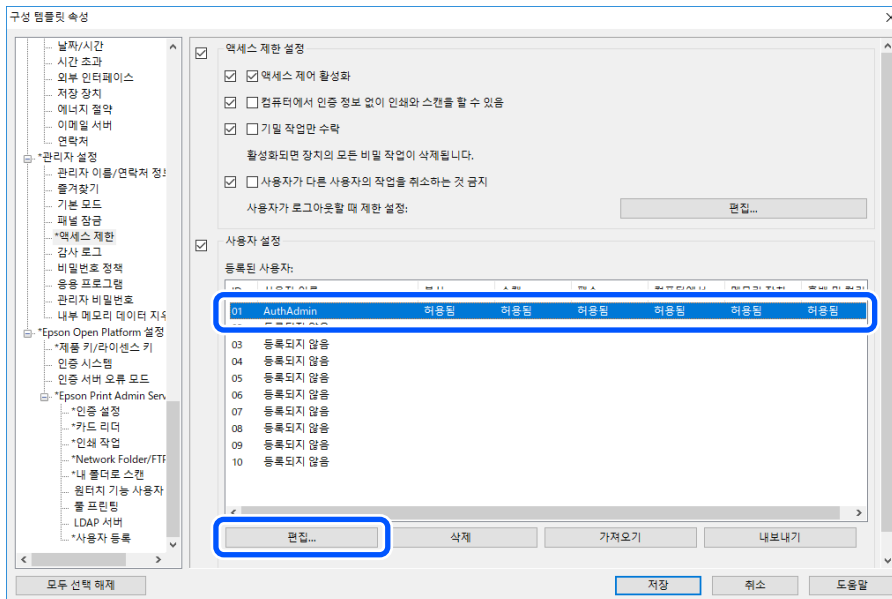 구성 템플릿 속성
날짜/시간
시간 초과
외부 인터페이스
저장 장치
에너지 절약
이메일 서버
연락처
*관리자 설정
관리자 이름/연락처
즐겨찾기
기본 모드
패널 잠금
*액세스 제한
감사 로그
비밀번호 정책
응용 프로그램
관리자 비밀번호
내부 메모리 데이터
*Epson Open Platform 설정
*제품 키/라이센스 키
인증 시스템
인증 서버 오류 모드
*Epson Print Admin
*인증 설정
*카드 리더
*인쇄 작업
*Network
*내 폴더로 스캔
원터치 기능 사용자
풀 프린팅
LDAP 서버
*사용자 등록
모두 선택 해제
액세스 제한 설정
액세스 제어 활성화
컴퓨터에서 인증 정보 없이 인쇄와 스캔을 할 수 있음
기밀 작업만 수락
활성화되면 장치의 모든 비밀 작업이 삭제됩니다.
사용자가 다른 사용자의 작업을 취소하는 것 금지
사용자가 로그아웃할 때 제한 설정: 편집...
사용자 설정
등록된 사용자:
01 AuthAdmin 허용됨 허용됨 허용됨 허용됨 허용됨 허용됨
03 등록되지 않음
04 등록되지 않음
05 등록되지 않음
06 등록되지 않음
07 등록되지 않음
08 등록되지 않음
09 등록되지 않음
10 등록되지 않음
편집... 삭제 가져오기 내보내기
저장 취소 도움말